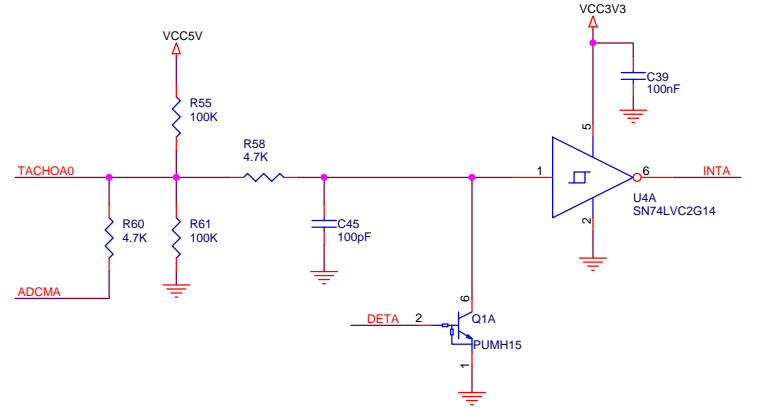 VCC5V
VCC3V3
C39
100nF
R55
100K
R58
4.7K
5
TACHOA0
1
6
INTA
U4A
SN74LVC2G14
2
R60
4.7K
R61
100K
C45
100pF
ADCMA
6
DETA
2
Q1A
PUMH15
1